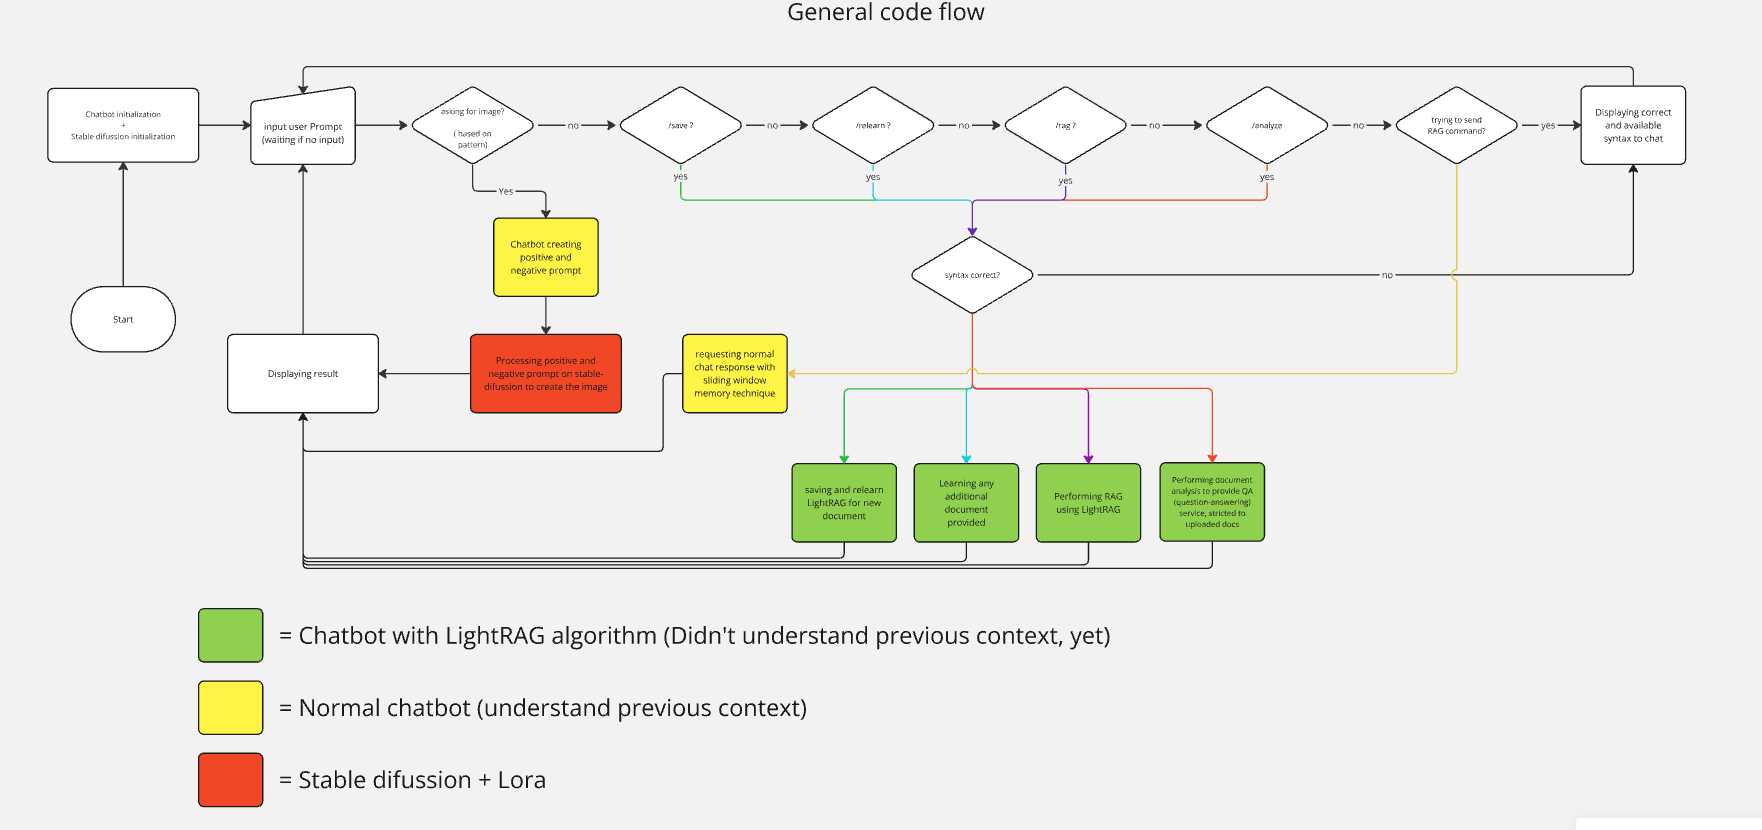 General code flow
Chatbot initialization
+
Stable difussion initialization
input user Prompt
(waiting if no input)
asking for image?
( based on
pattern)
no
/save ?
no
/relearn ?
no
/rag ?
no
/analyze
no
trying to send
RAG command?
yes
Displaying correct
and available
syntax to chat
Yes
yes
yes
yes
yes
Chatbot creating
positive and
negative prompt
syntax correct?
no
Start
Displaying result
Processing positive and
negative prompt on stable-
difussion to create the image
requesting normal
chat response with
sliding window
memory technique
saving and relearn
LightRAG for new
document
Learning any
additional
document
provided
Performing RAG
using LightRAG
Performing document
analysis to provide QA
(question-answering)
service, stricted to
uploaded docs
= Chatbot with LightRAG algorithm (Didn't understand previous context, yet)
= Normal chatbot (understand previous context)
= Stable difussion + Lora